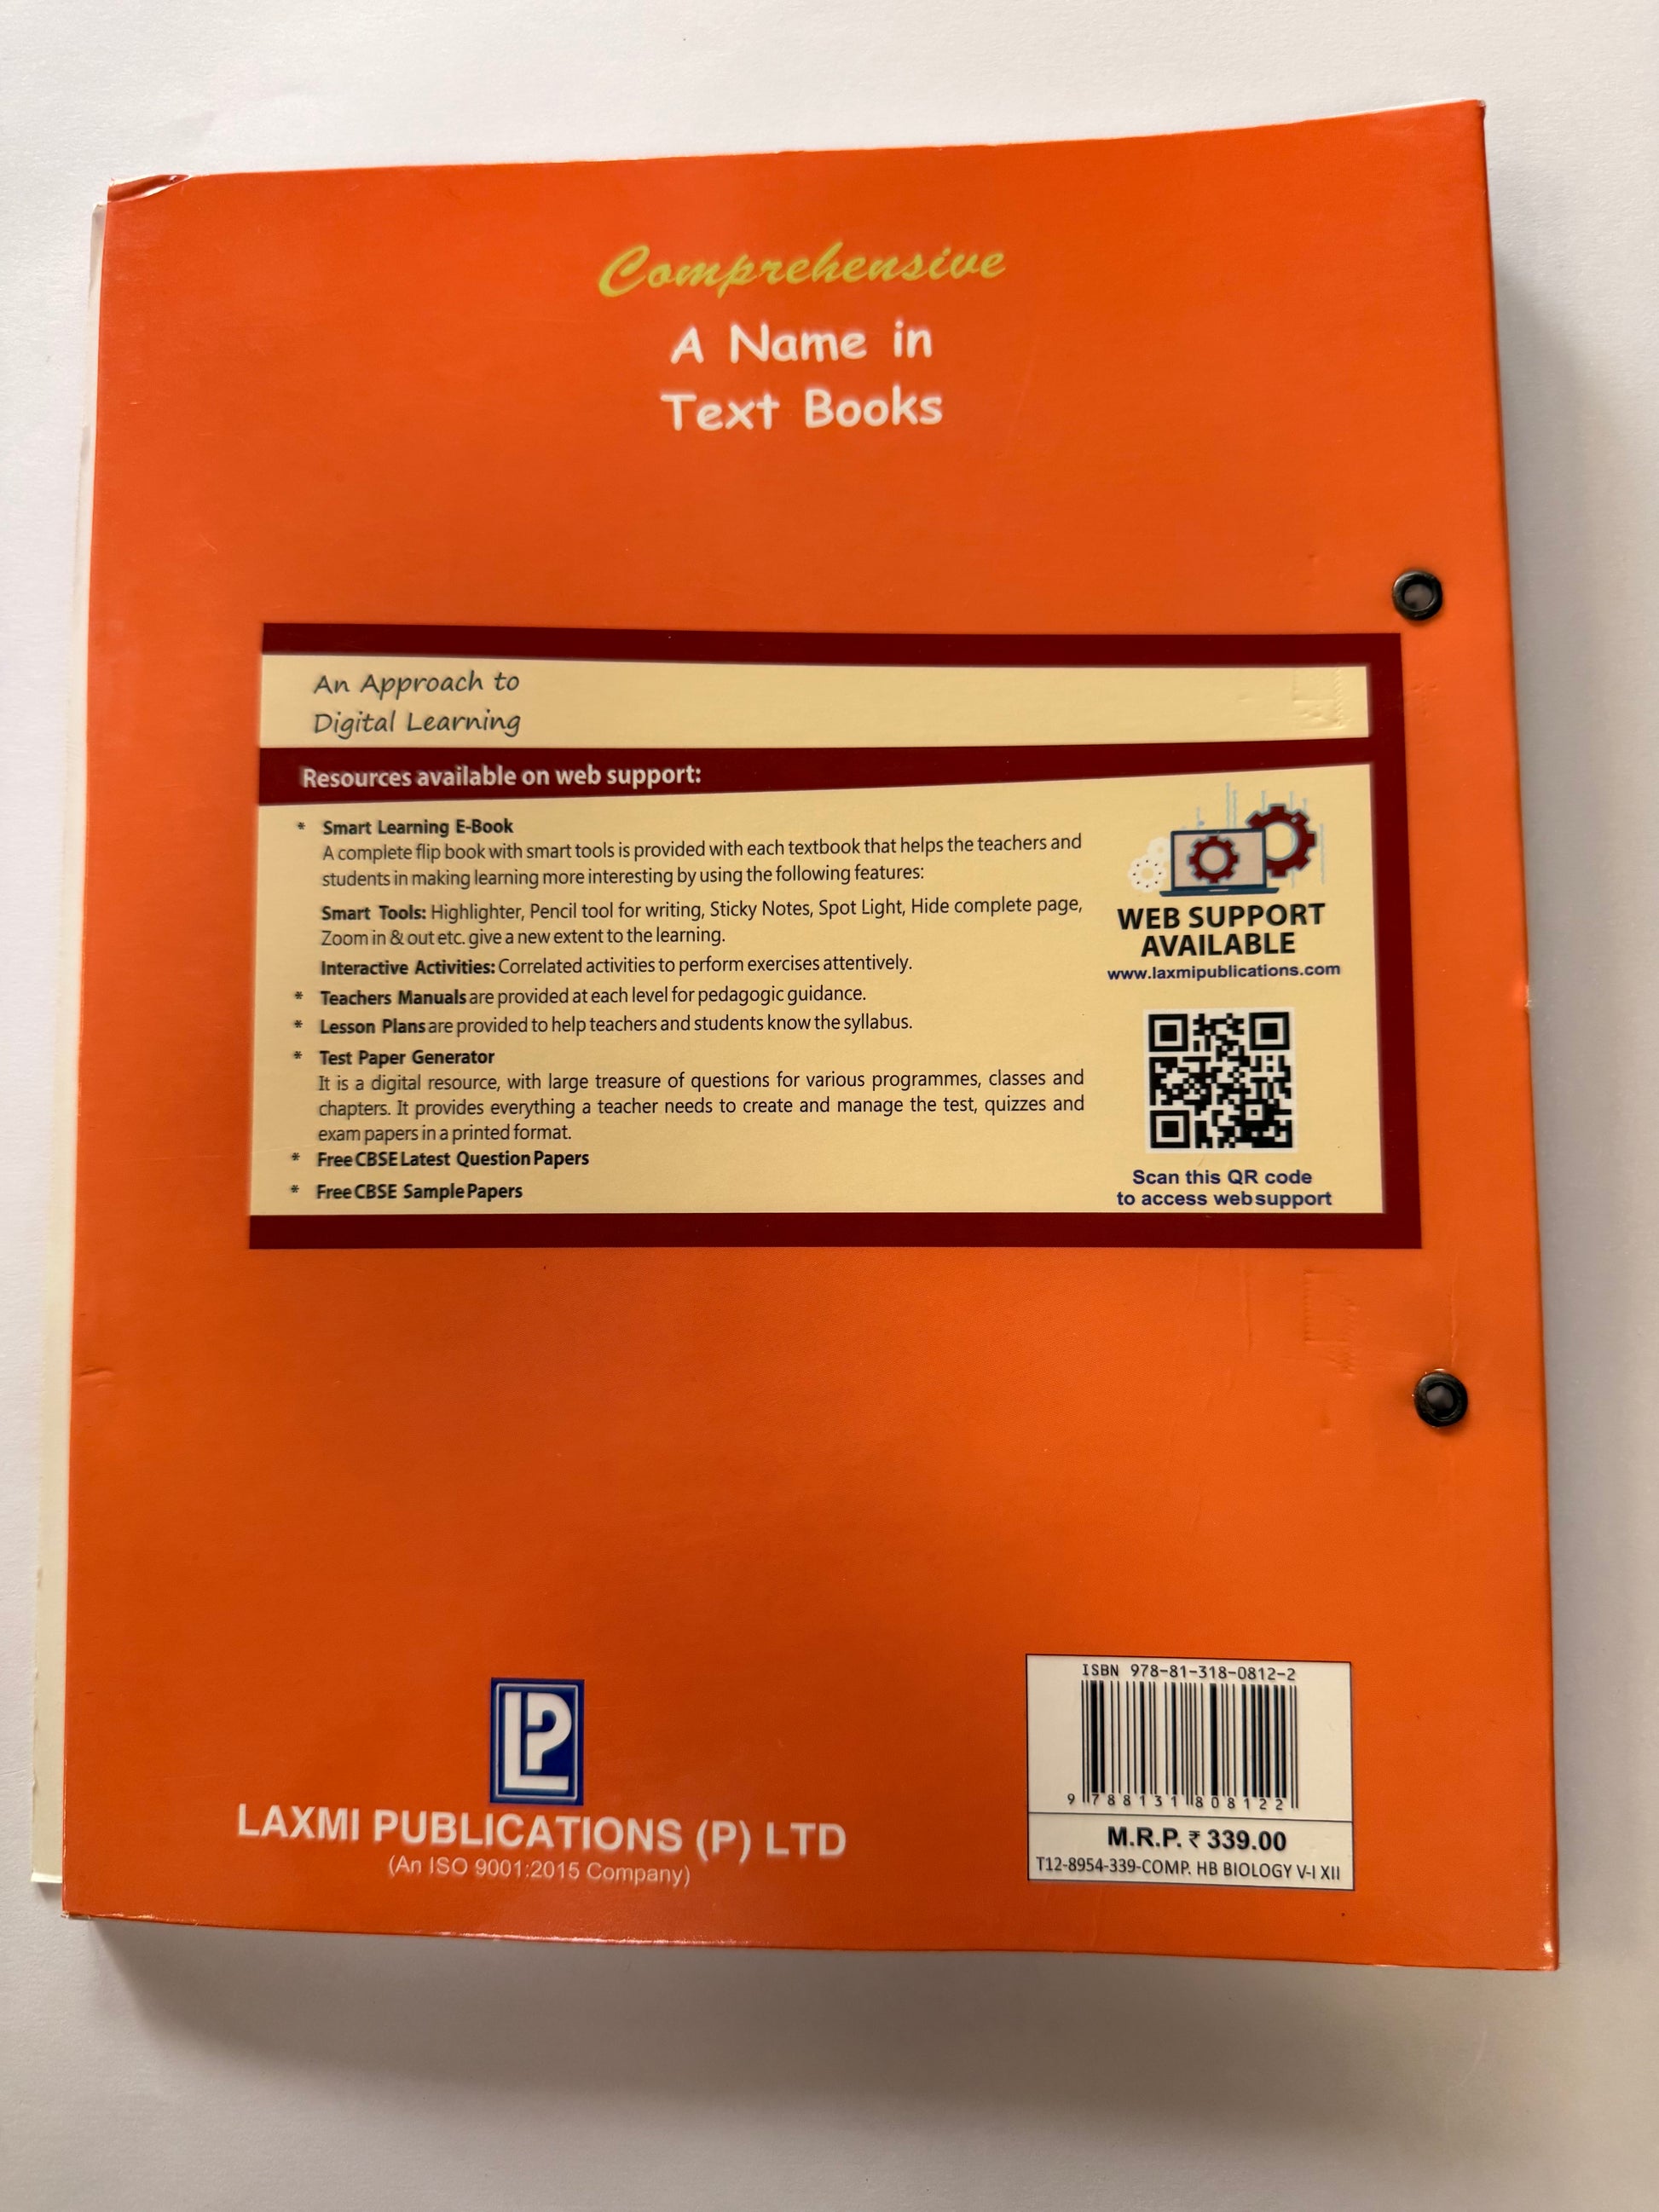 Comprehensive
A Name in
Text Books
An Approach to
Digital Learning
Resources available on web support:
* Smart Learning E-Book
A complete flip book with smart tools is provided with each textbook that helps the teachers and
students in making learning more interesting by using the following features:
Smart Tools: Highlighter, Pencil tool for writing, Sticky Notes, Spot Light, Hide complete page,
Zoom in & out etc. give a new extent to the learning.
Interactive Activities: Correlated activities to perform exercises attentively.
* Teachers Manuals are provided at each level for pedagogic guidance.
* Lesson Plans are provided to help teachers and students know the syllabus.
* Test Paper Generator
It is a digital resource, with large treasure of questions for various programmes, classes and
chapters. It provides everything a teacher needs to create and manage the test, quizzes and
exam papers in a printed format.
* Free CBSE Latest Question Papers
* Free CBSE Sample Papers
WEB SUPPORT
AVAILABLE
www.laxmipublications.com
Scan this QR code
to access web support
LP
LAXMI PUBLICATIONS (P) LTD
(An ISO 9001:2015 Company)
ISBN 978-81-318-0812-2
9 788131 808122
M.R.P. ₹ 339.00
T12-8954-339-COMP. HB BIOLOGY V-I XII